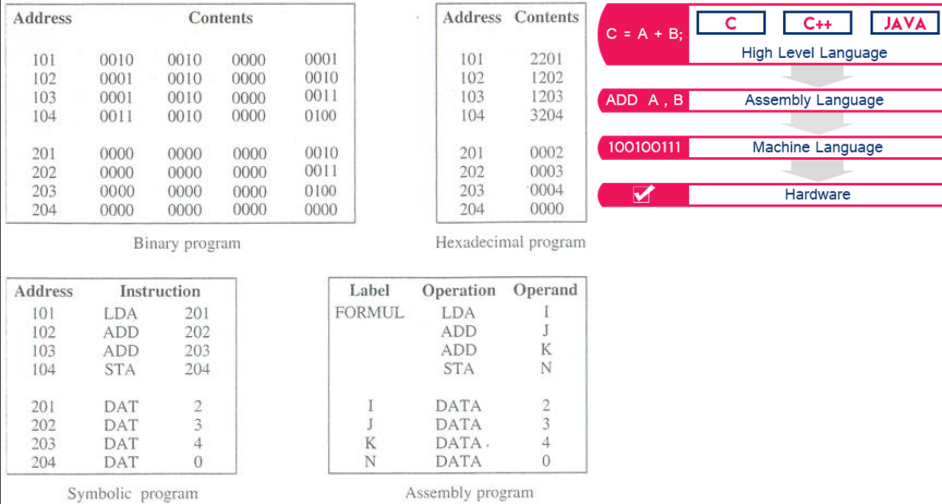 Address Contents
101 0010 0010 0000 0001
102 0001 0010 0000 0010
103 0001 0010 0000 0011
104 0011 0010 0000 0100
201 0000 0000 0000 0010
202 0000 0000 0000 0011
203 0000 0000 0000 0100
204 0000 0000 0000 0000
Binary program
Address Contents
101 2201
102 1202
103 1203
104 3204
201 0002
202 0003
203 0004
204 0000
Hexadecimal program
C = A + B; C C++ JAVA
High Level Language
ADD A , B Assembly Language
100100111 Machine Language
Hardware
Address Instruction
101 LDA 201
102 ADD 202
103 ADD 203
104 STA 204
201 DAT 2
202 DAT 3
203 DAT 4
204 DAT 0
Symbolic program
Label Operation Operand
FORMUL LDA I
ADD J
ADD K
STA N
I DATA 2
J DATA 3
K DATA 4
N DATA 0
Assembly program